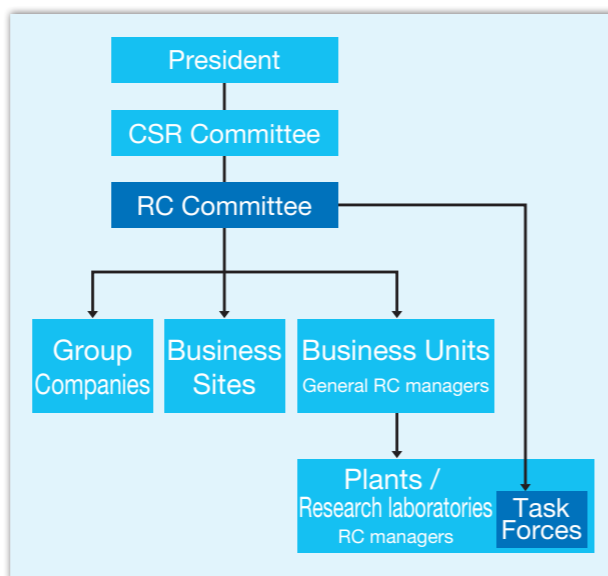 President
CSR Committee
RC Committee
Group
Companies
Business
Sites
Business Units
General RC managers
Plants /
Research laboratories
RC managers
Task
Forces